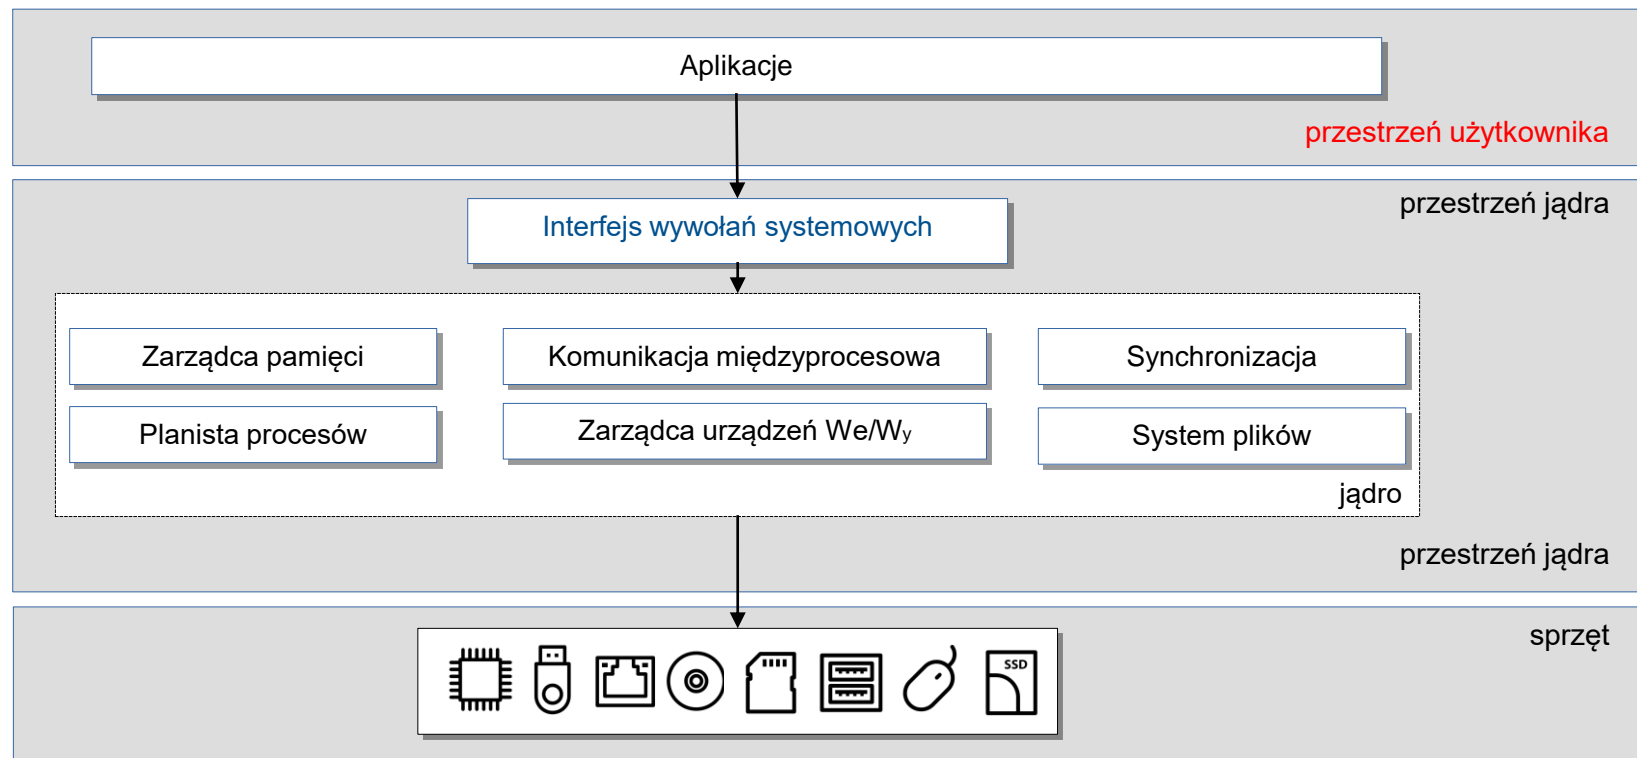 Aplikacje
przestrzeń użytkownika
przestrzeń jądra
Interfejs wywołań systemowych
Zarządca pamięci
Komunikacja międzyprocesowa
Synchronizacja
Planista procesów
Zarządca urządzeń We/Wy
System plików
jądro
przestrzeń jądra
sprzęt
SSD